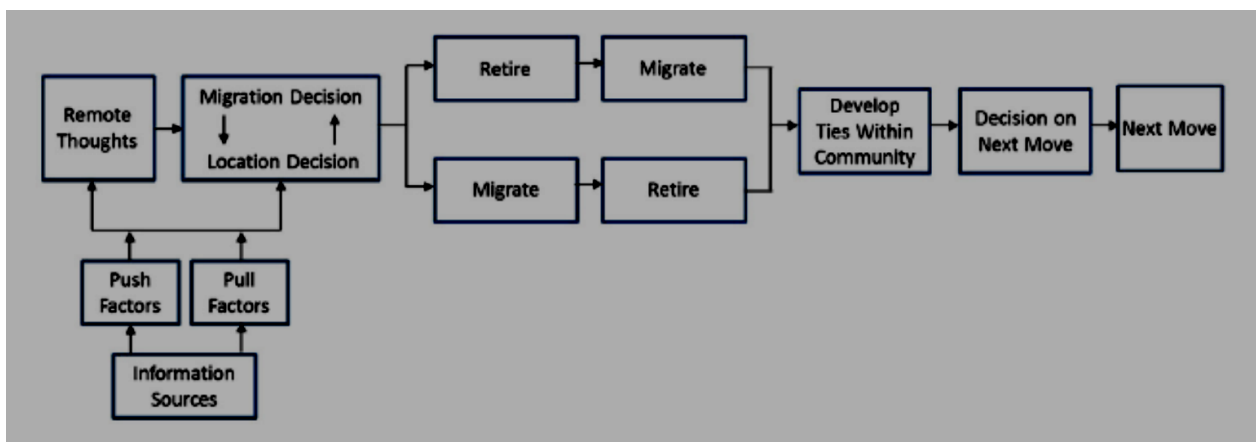 Remote
Thoughts
Migration Decision
Location Decision
Retire
Migrate
Migrate
Retire
Develop
Ties Within
Community
Decision on
Next Move
Next Move
Push
Factors
Pull
Factors
Information
Sources